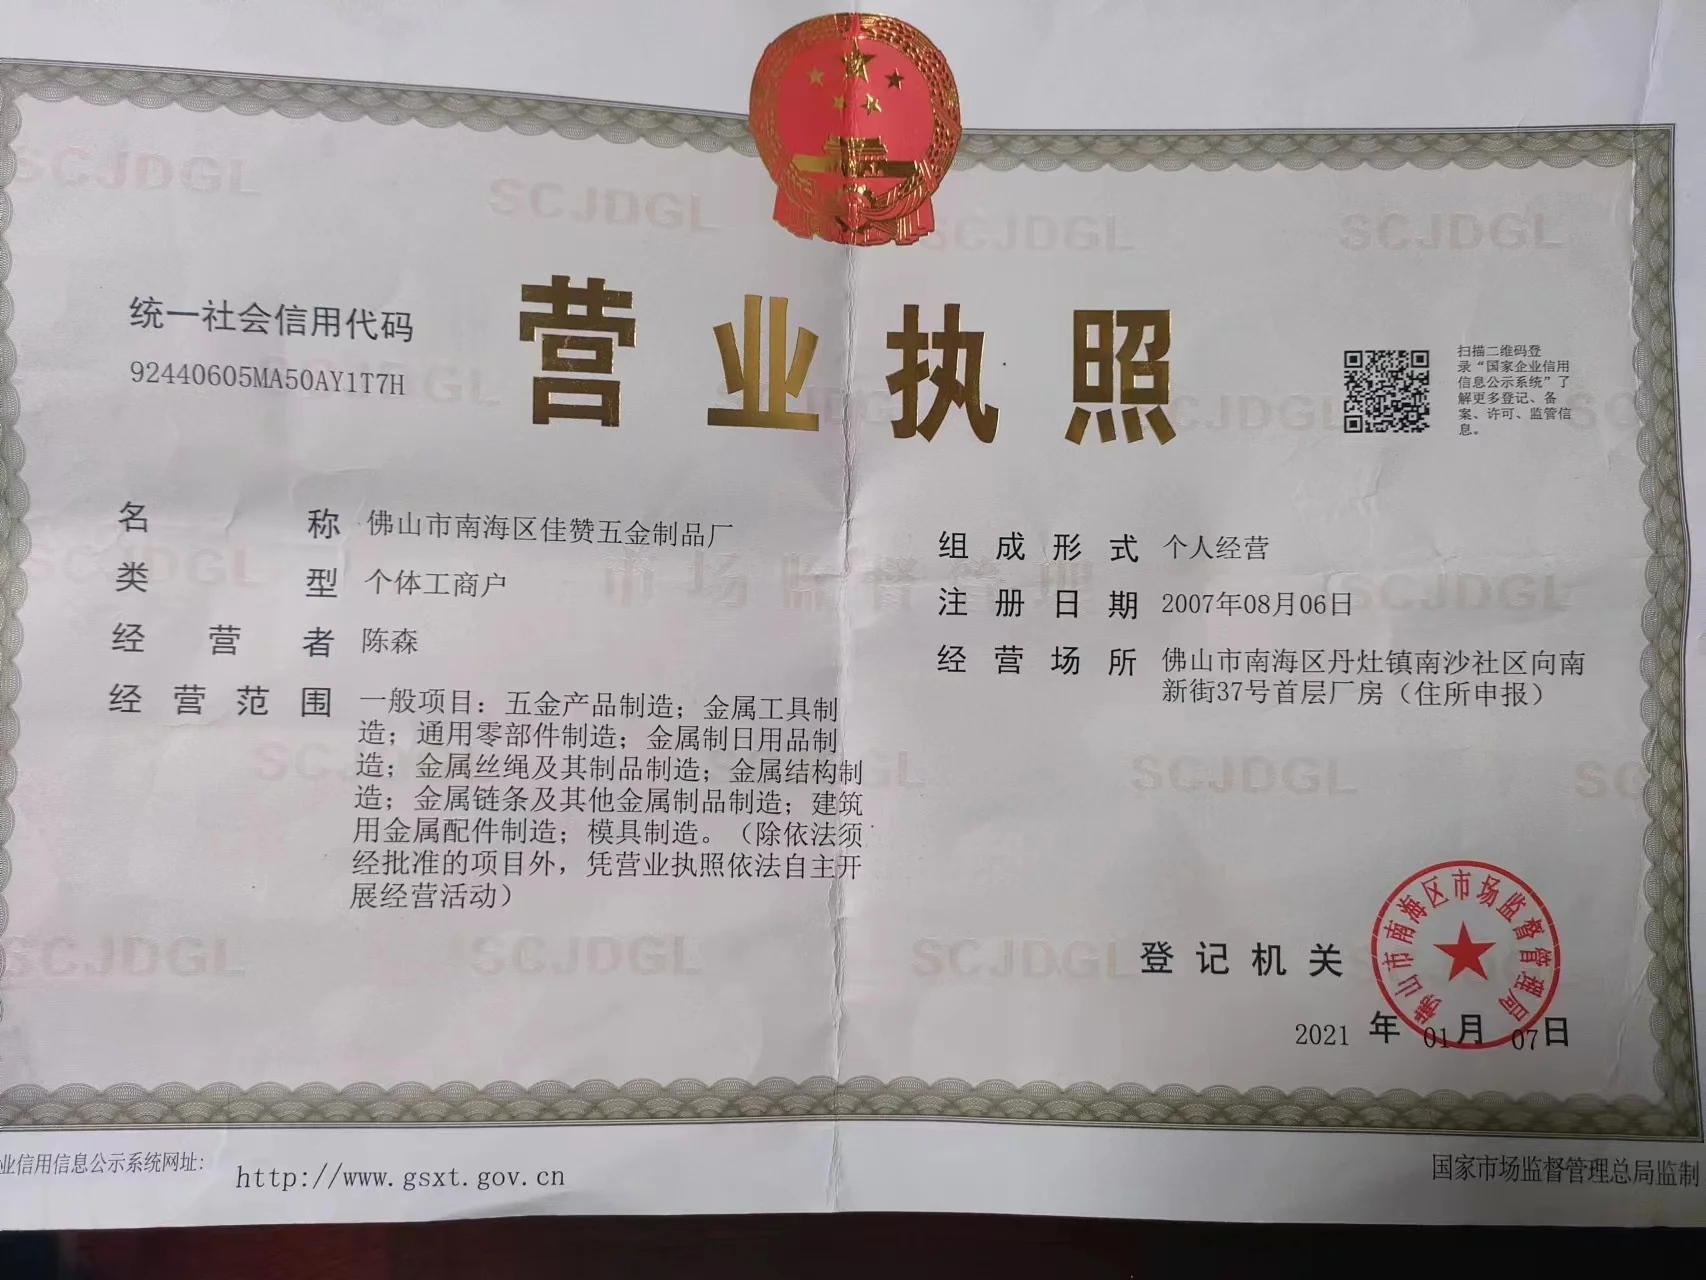 营业执照
统一社会信用代码
92440605MA50AY1T7H
扫描二维码登
录“国家企业信用
信息公示系统”了
解更多登记、备
案、许可、监管信
息。
名称 佛山市南海区佳赞五金制品厂
类型 个体工商户
经营者 陈森
经营范围 一般项目：五金产品制造；金属工具制
造；通用零部件制造；金属制日用品制
造；金属丝绳及其制品制造；金属结构制
造；金属链条及其他金属制品制造；建筑
用金属配件制造；模具制造。（除依法须
经批准的项目外，凭营业执照依法自主开
展经营活动）
组成形式 个人经营
注册日期 2007年08月06日
经营场所 佛山市南海区丹灶镇南沙社区向南
新街37号首层厂房（住所申报）
登记机关
佛山市南海区市场监督管理局
2021 年 01月 07日
业信用信息公示系统网址：
http://www.gsxt.gov.cn
国家市场监督管理总局监制
SCJDGL
市场监督管理